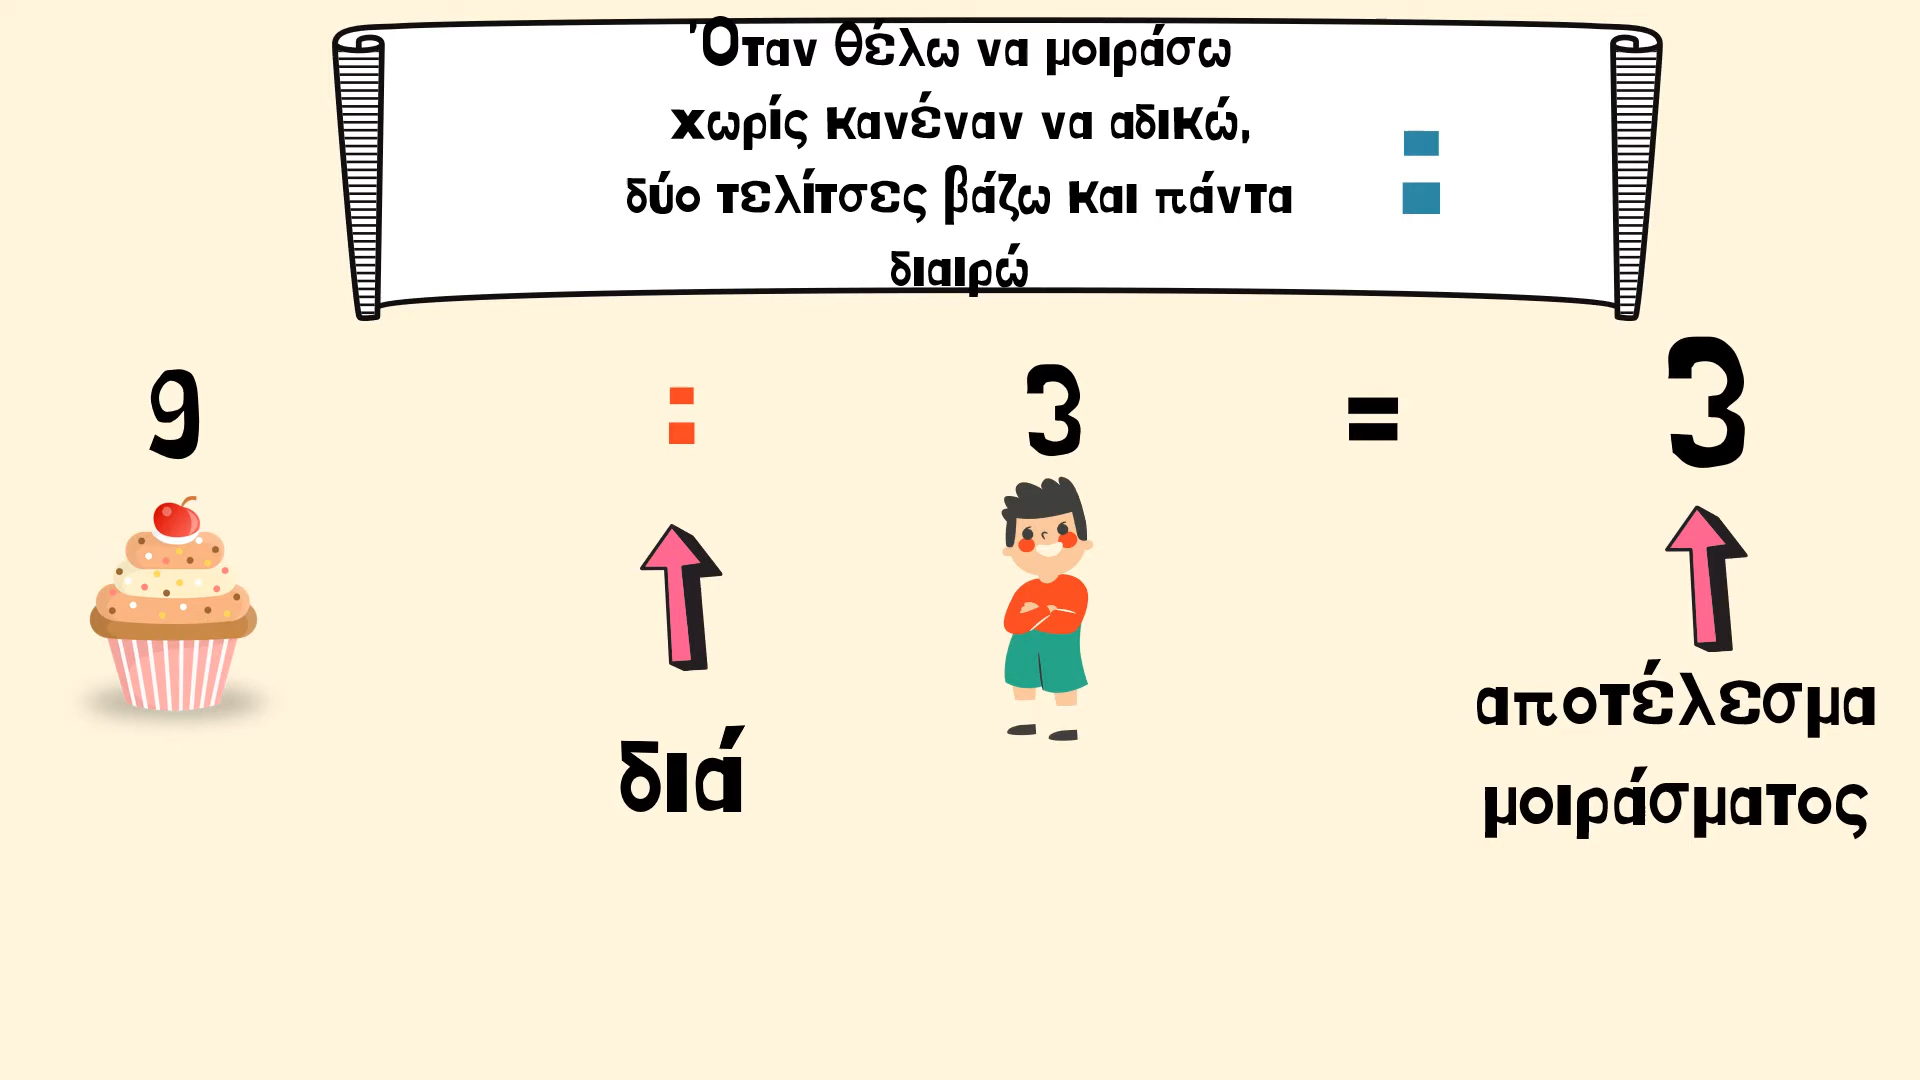 Όταν θέλω να μοιράσω
χωρίς κανέναν να αδικώ,
δύο τελίτσες βάζω και πάντα
διαιρώ
:
9 : 3 = 3
διά
αποτέλεσμα
μοιράσματος